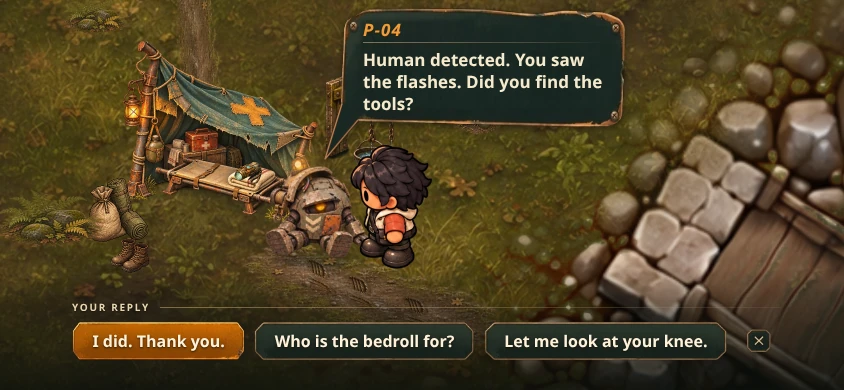 P-04
Human detected. You saw
the flashes. Did you find the
tools?
YOUR REPLY
I did. Thank you.
Who is the bedroll for?
Let me look at your knee.